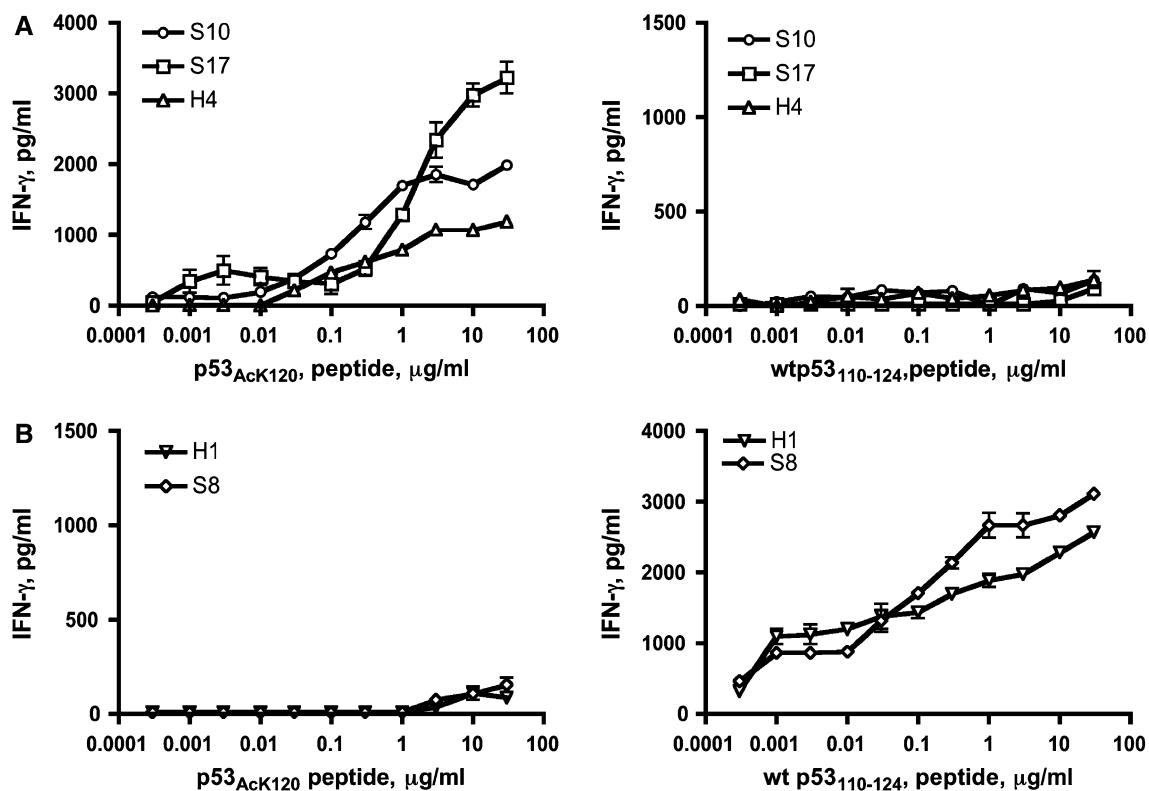 A
4000
3000
2000
1000
0
IFN-γ, pg/ml
S10
S17
H4
0.0001 0.001 0.01 0.1 1 10 100
p53AcK120, peptide, μg/ml
1500
1000
500
0
IFN-γ, pg/ml
S10
S17
H4
0.0001 0.001 0.01 0.1 1 10 100
wtp53110-124,peptide, μg/ml
B
1500
1000
500
0
IFN-γ, pg/ml
H1
S8
0.0001 0.001 0.01 0.1 1 10 100
p53AcK120 peptide, μg/ml
4000
3000
2000
1000
0
IFN-γ, pg/ml
H1
S8
0.0001 0.001 0.01 0.1 1 10 100
wt p53110-124, peptide, μg/ml